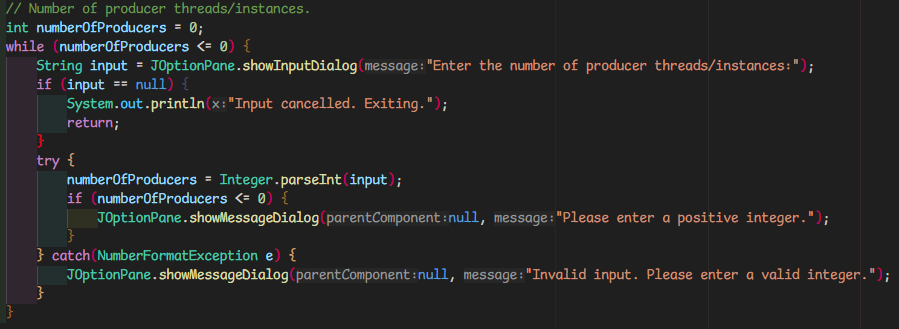 // Number of producer threads/instances.
int numberOfProducers = 0;
while (numberOfProducers <= 0) {
    String input = JOptionPane.showInputDialog(message:"Enter the number of producer threads/instances:");
    if (input == null) {
        System.out.println(x:"Input cancelled. Exiting.");
        return;
    }
    try {
        numberOfProducers = Integer.parseInt(input);
        if (numberOfProducers <= 0) {
            JOptionPane.showMessageDialog(parentComponent:null, message:"Please enter a positive integer.");
        }
    } catch(NumberFormatException e) {
        JOptionPane.showMessageDialog(parentComponent:null, message:"Invalid input. Please enter a valid integer.");
    }
}